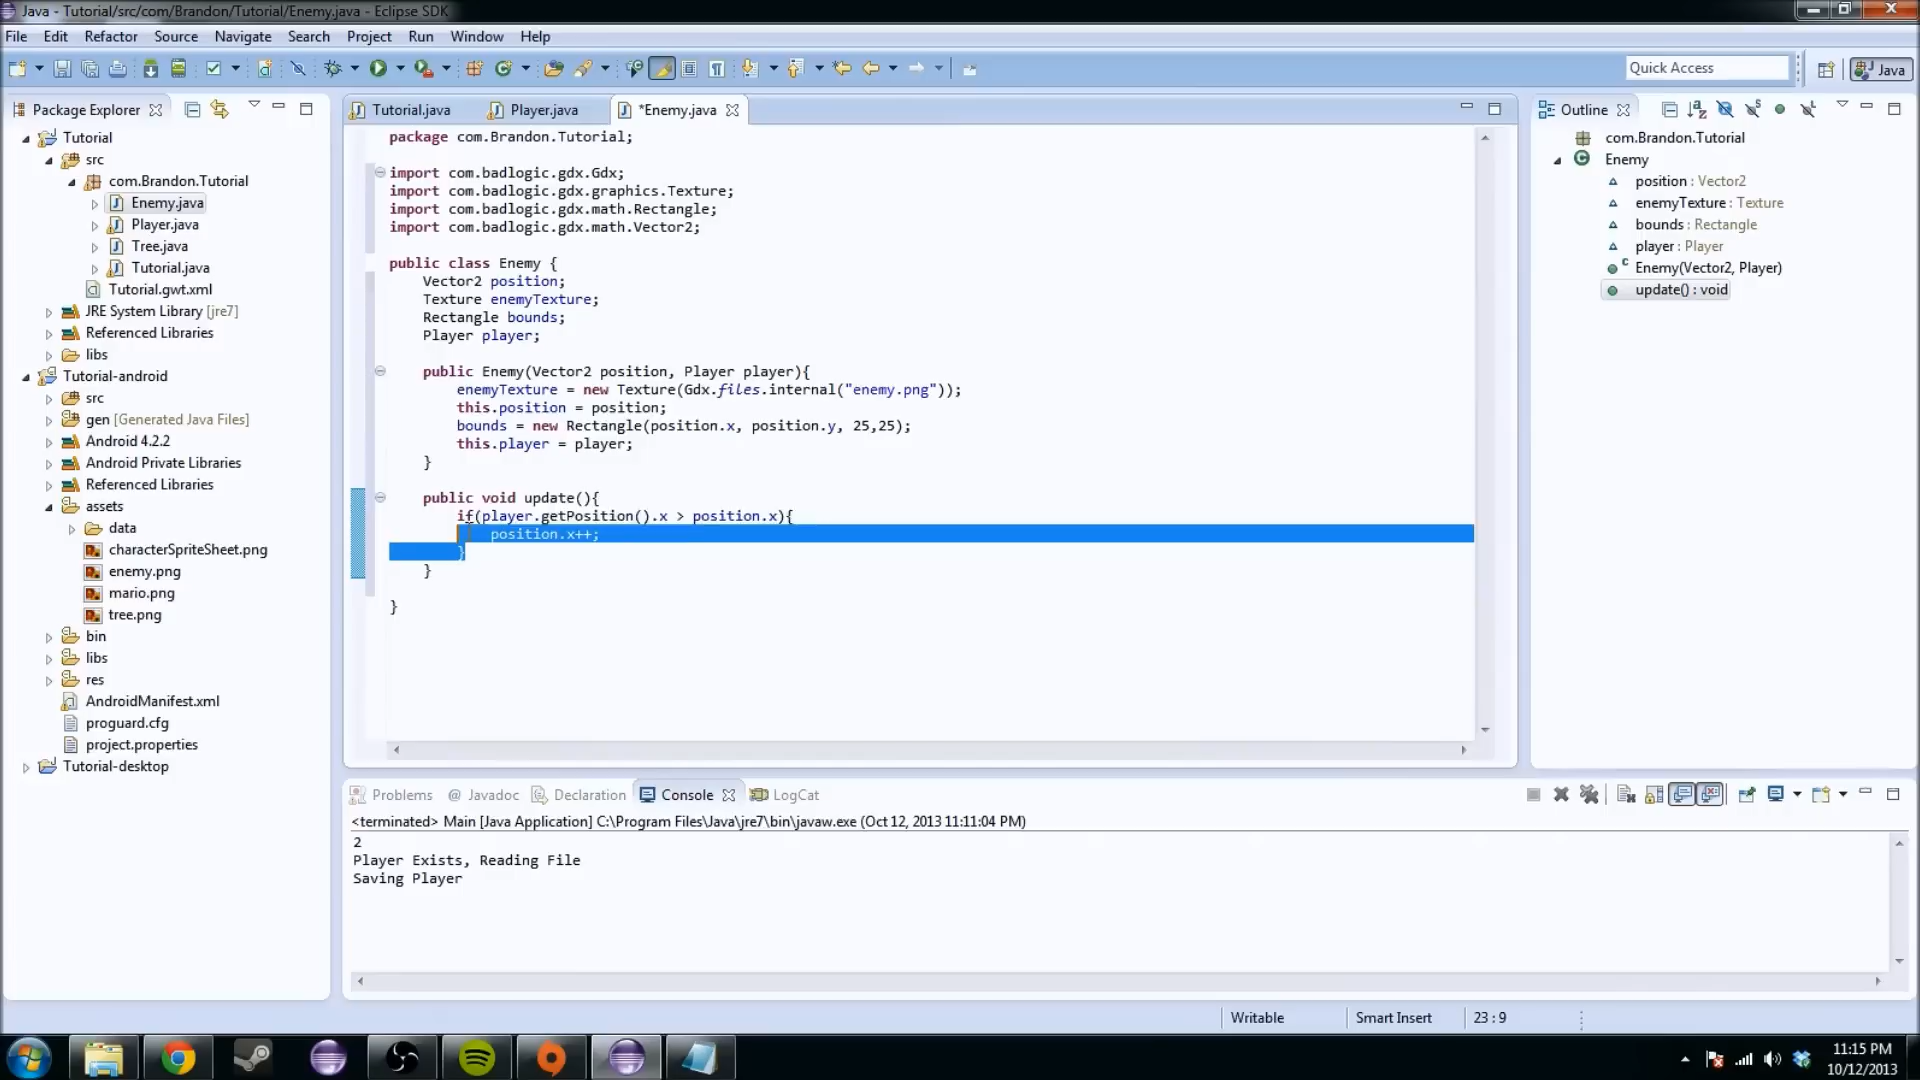 Java - Tutorial/src/com/Brandon/Tutorial/Enemy.java - Eclipse SDK
File Edit Refactor Source Navigate Search Project Run Window Help
Quick Access
Java
Package Explorer
Tutorial
src
com.Brandon.Tutorial
Enemy.java
Player.java
Tree.java
Tutorial.java
Tutorial.gwt.xml
JRE System Library [jre7]
Referenced Libraries
libs
Tutorial-android
src
gen [Generated Java Files]
Android 4.2.2
Android Private Libraries
Referenced Libraries
assets
data
characterSpriteSheet.png
enemy.png
mario.png
tree.png
bin
libs
res
AndroidManifest.xml
proguard.cfg
project.properties
Tutorial-desktop
Tutorial.java Player.java *Enemy.java
package com.Brandon.Tutorial;
import com.badlogic.gdx.Gdx;
import com.badlogic.gdx.graphics.Texture;
import com.badlogic.gdx.math.Rectangle;
import com.badlogic.gdx.math.Vector2;
public class Enemy {
Vector2 position;
Texture enemyTexture;
Rectangle bounds;
Player player;
public Enemy(Vector2 position, Player player){
enemyTexture = new Texture(Gdx.files.internal("enemy.png"));
this.position = position;
bounds = new Rectangle(position.x, position.y, 25,25);
this.player = player;
}
public void update(){
if(player.getPosition().x > position.x){
position.x++;
}
}
}
Outline
com.Brandon.Tutorial
Enemy
position : Vector2
enemyTexture : Texture
bounds : Rectangle
player : Player
Enemy(Vector2, Player)
update() : void
Problems @ Javadoc Declaration Console LogCat
<terminated> Main [Java Application] C:\Program Files\Java\jre7\bin\javaw.exe (Oct 12, 2013 11:11:04 PM)
2
Player Exists, Reading File
Saving Player
Writable Smart Insert 23 : 9
11:15 PM
10/12/2013